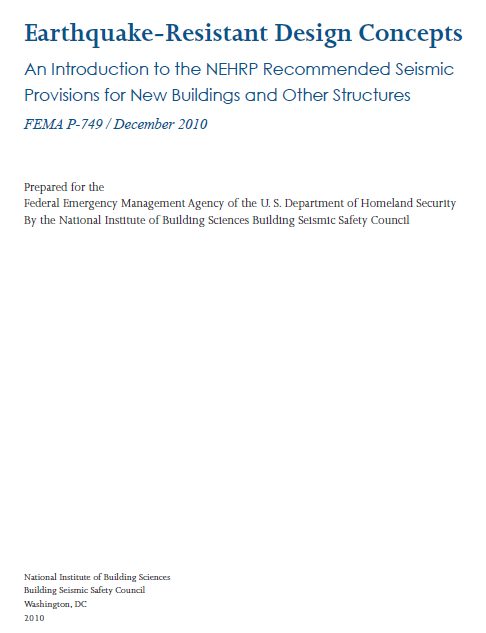 Earthquake-Resistant Design Concepts
An Introduction to the NEHRP Recommended Seismic
Provisions for New Buildings and Other Structures
FEMA P-749 / December 2010
Prepared for the
Federal Emergency Management Agency of the U. S. Department of Homeland Security
By the National Institute of Building Sciences Building Seismic Safety Council
National Institute of Building Sciences
Building Seismic Safety Council
Washington, DC
2010